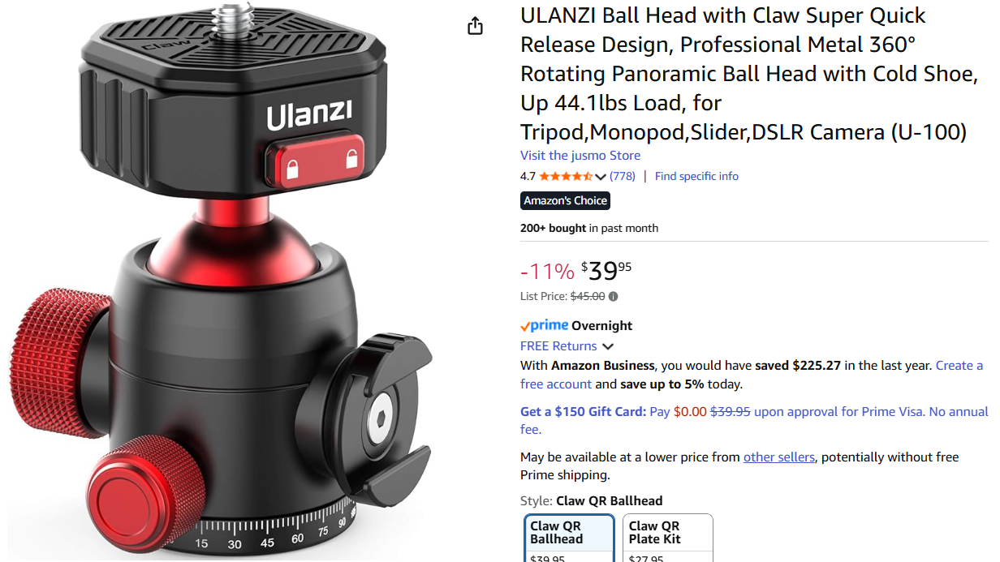 Claw
Ulanzi
15 30 45 60 75 90
ULANZI Ball Head with Claw Super Quick
Release Design, Professional Metal 360°
Rotating Panoramic Ball Head with Cold Shoe,
Up 44.1lbs Load, for
Tripod,Monopod,Slider,DSLR Camera (U-100)
Visit the jusmo Store
4.7 (778) | Find specific info
Amazon's Choice
200+ bought in past month
-11% $3995
List Price: $45.00
prime Overnight
FREE Returns
With Amazon Business, you would have saved $225.27 in the last year. Create a
free account and save up to 5% today.
Get a $150 Gift Card: Pay $0.00 $39.95 upon approval for Prime Visa. No annual
fee.
May be available at a lower price from other sellers, potentially without free
Prime shipping.
Style: Claw QR Ballhead
Claw QR
Ballhead
$39.95
Claw QR
Plate Kit
$27.95